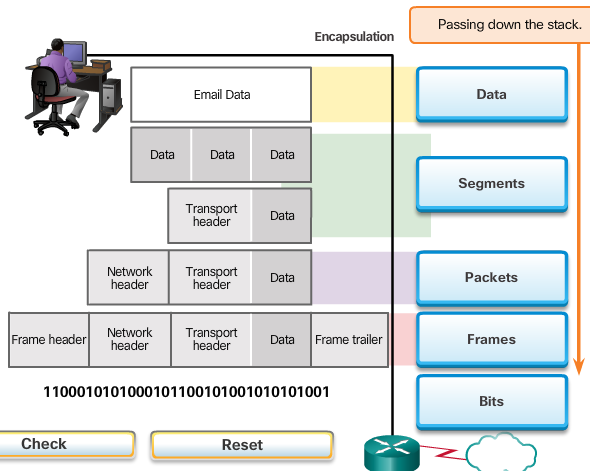 Passing down the stack.
Encapsulation
Email Data
Data
Data Data Data
Segments
Transport
header
Data
Network
header
Transport
header
Data
Packets
Frame header
Network
header
Transport
header
Data
Frame trailer
Frames
1100010101000101100101001010101001
Bits
Check
Reset